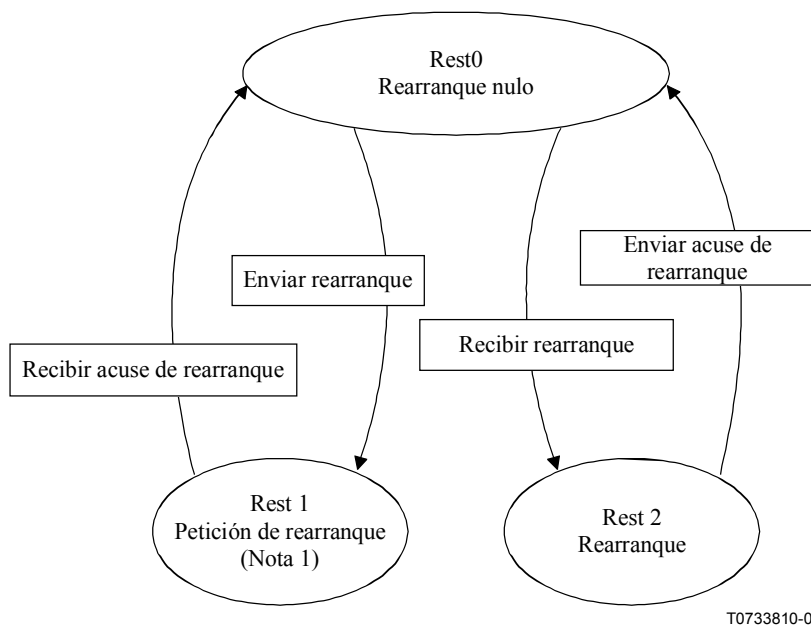 Rest0
Rearranque nulo
Enviar acuse de
rearranque
Enviar rearranque
Recibir rearranque
Recibir acuse de rearranque
Rest 1
Petición de rearranque
(Nota 1)
Rest 2
Rearranque
T0733810-0